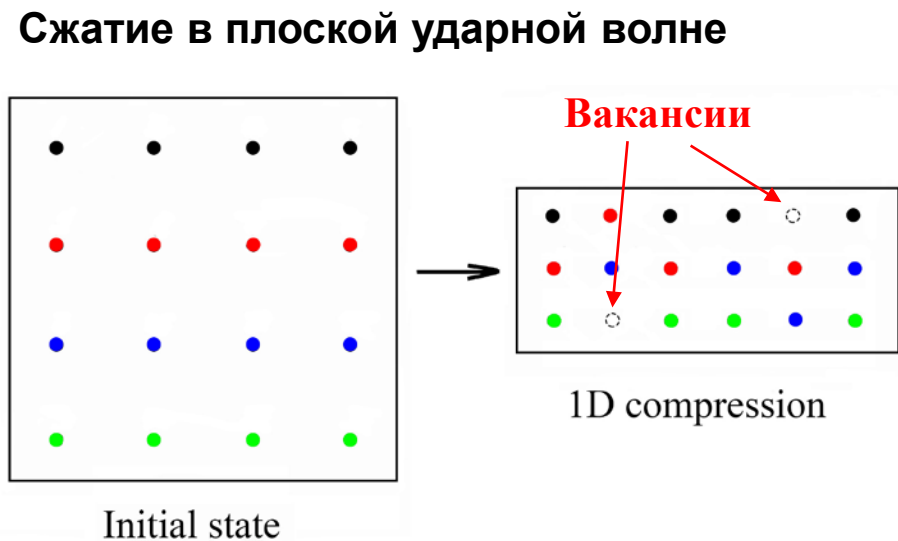 Сжатие в плоской ударной волне
Вакансии
1D compression
Initial state